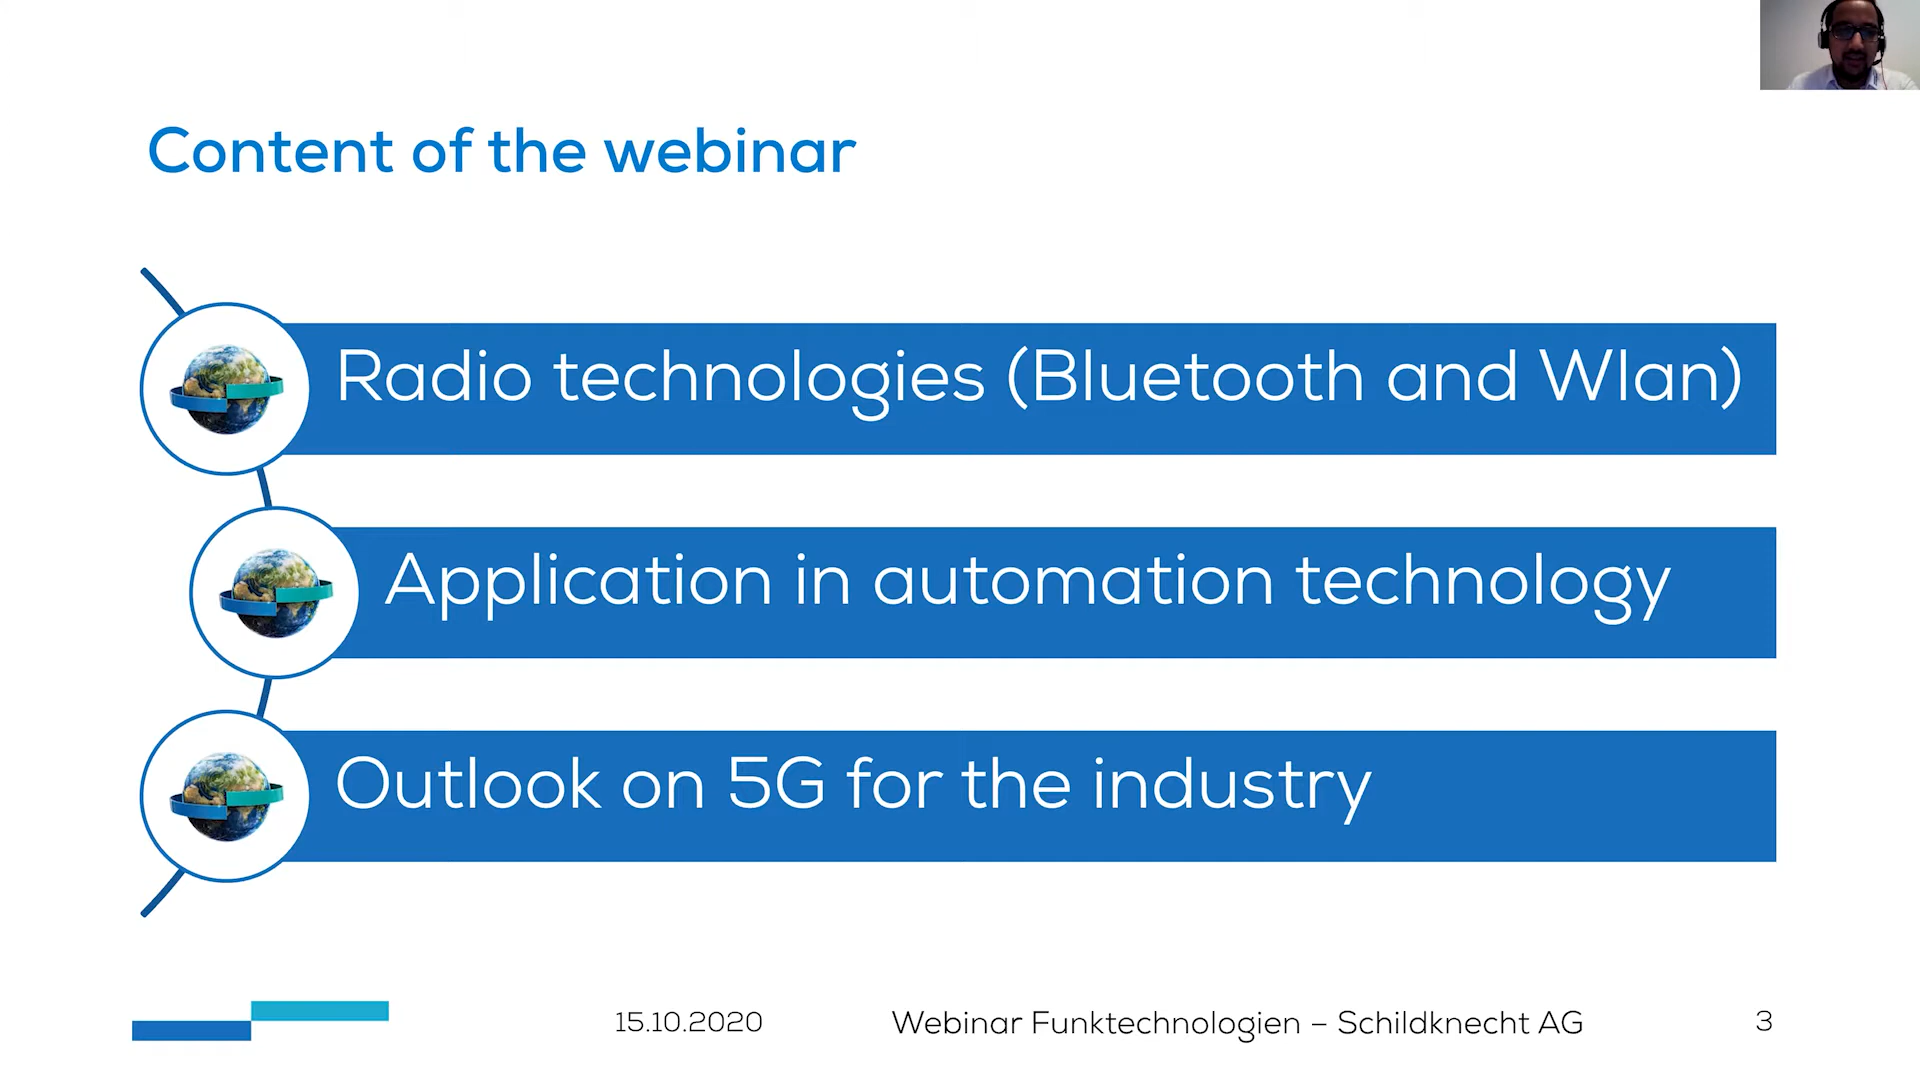 Content of the webinar
Radio technologies (Bluetooth and Wlan)
Application in automation technology
Outlook on 5G for the industry
15.10.2020
Webinar Funktechnologien – Schildknecht AG
3